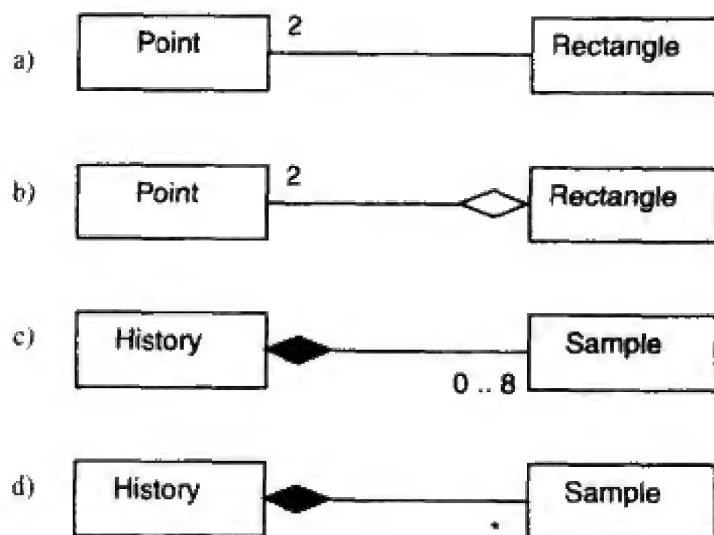 a) Point 2 Rectangle
b) Point 2 Rectangle
c) History 0 .. 8 Sample
d) History * Sample